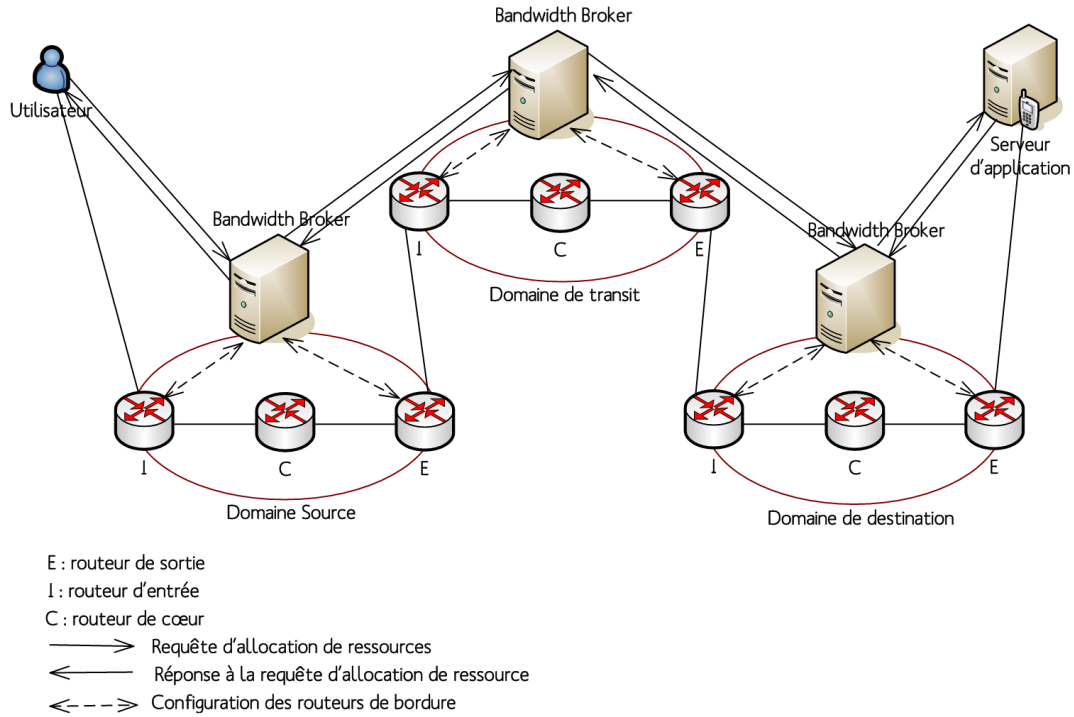 Bandwidth Broker
Utilisateur
Serveur
d'application
Bandwidth Broker
Bandwidth Broker
I
C
E
Domaine de transit
I
C
E
Domaine Source
I
C
E
Domaine de destination
E : routeur de sortie
I : routeur d'entrée
C : routeur de cœur
Requête d'allocation de ressources
Réponse à la requête d'allocation de ressource
Configuration des routeurs de bordure